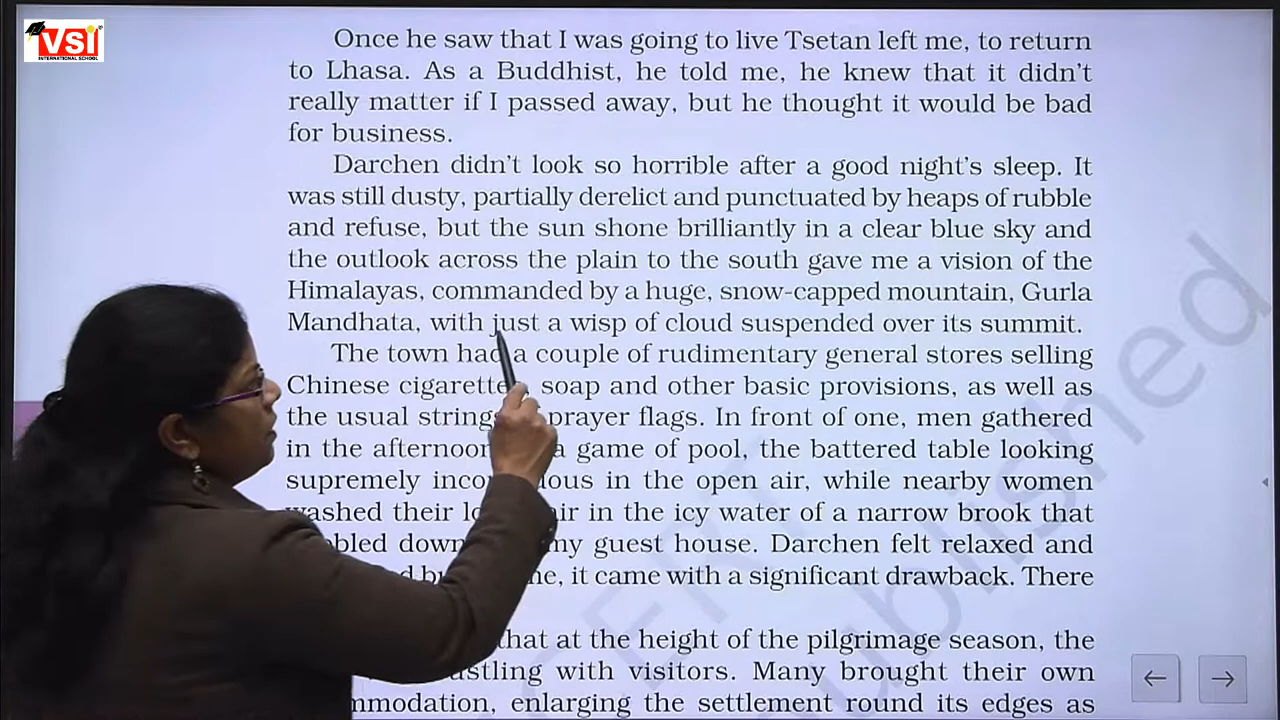 VSI
INTERNATIONAL SCHOOL
Once he saw that I was going to live Tsetan left me, to return
to Lhasa. As a Buddhist, he told me, he knew that it didn't
really matter if I passed away, but he thought it would be bad
for business.
Darchen didn't look so horrible after a good night's sleep. It
was still dusty, partially derelict and punctuated by heaps of rubble
and refuse, but the sun shone brilliantly in a clear blue sky and
the outlook across the plain to the south gave me a vision of the
Himalayas, commanded by a huge, snow-capped mountain, Gurla
Mandhata, with just a wisp of cloud suspended over its summit.
The town had a couple of rudimentary general stores selling
Chinese cigarettes, soap and other basic provisions, as well as
the usual strings prayer flags. In front of one, men gathered
in the afternoon a game of pool, the battered table looking
supremely in the open air, while nearby women
washed their in the icy water of a narrow brook that
down my guest house. Darchen felt relaxed and
it came with a significant drawback. There
that at the height of the pilgrimage season, the
with visitors. Many brought their own
enlarging the settlement round its edges as